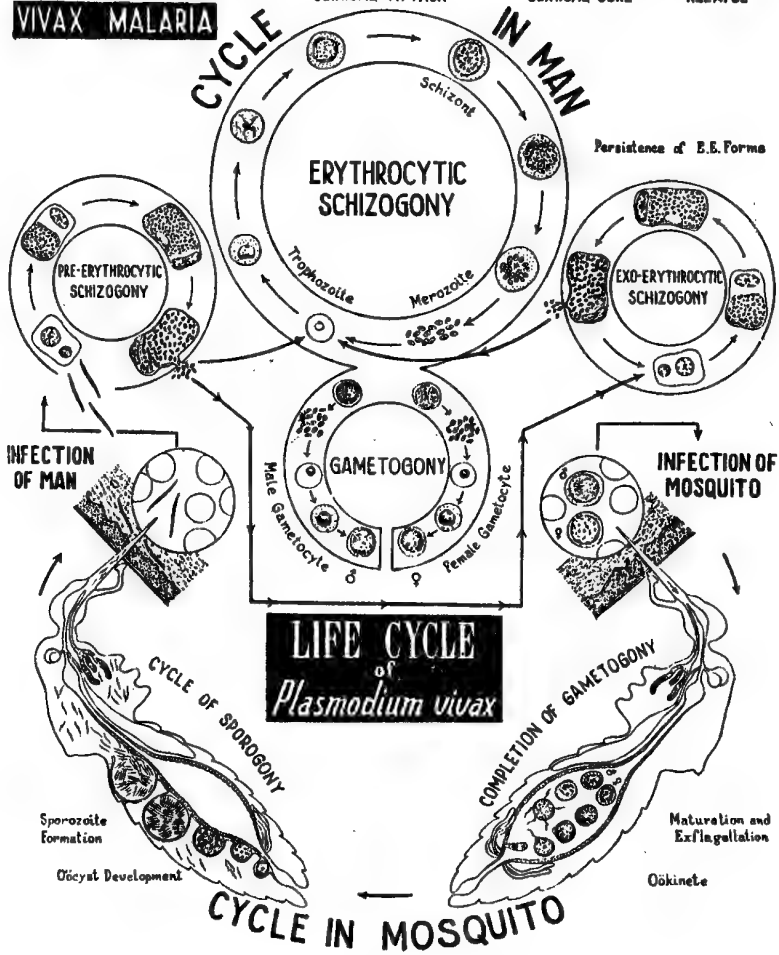 VIVAX MALARIA
CYCLE IN MAN
Schizont
Persistence of E.E. Forms
ERYTHROCYTIC
SCHIZOGONY
PRE-ERYTHROCYTIC
SCHIZOGONY
Trophozoite
Merozoite
EXO-ERYTHROCYTIC
SCHIZOGONY
GAMETOGONY
INFECTION
OF MAN
Male Gametocyte
♂
Female Gametocyte
♀
INFECTION OF
MOSQUITO
♂
♀
LIFE CYCLE
of
Plasmodium vivax
CYCLE OF SPOROGONY
COMPLETION OF GAMETOGONY
Sporozoite
Formation
Oöcyst Development
Maturation and
Exflagellation
Oökinete
CYCLE IN MOSQUITO